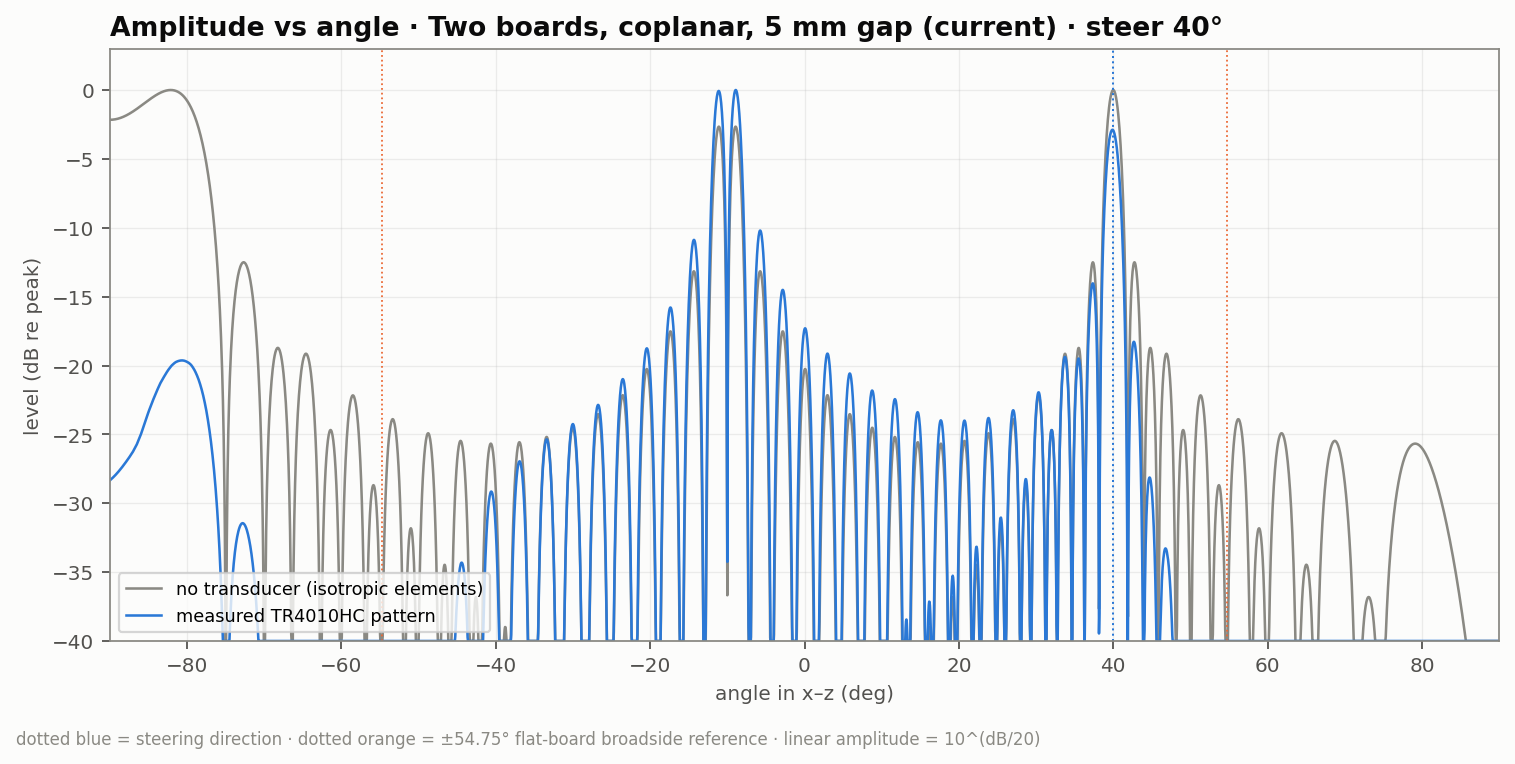 Amplitude vs angle · Two boards, coplanar, 5 mm gap (current) · steer 40°
0
−5
−10
−15
−20
−25
−30
−35
−40
level (dB re peak)
no transducer (isotropic elements)
measured TR4010HC pattern
−80 −60 −40 −20 0 20 40 60 80
angle in x–z (deg)
dotted blue = steering direction · dotted orange = ±54.75° flat-board broadside reference · linear amplitude = 10^(dB/20)